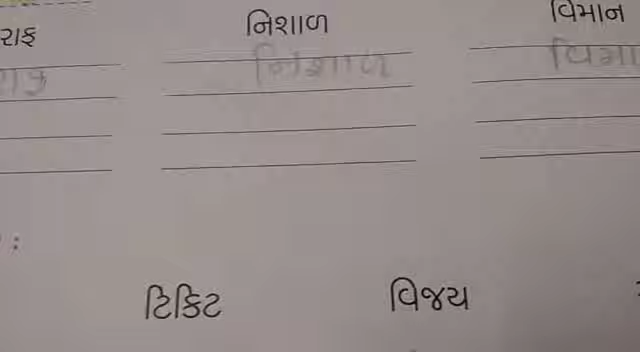 રાફ નિશાળ વિમાન
રાફ નિશાળ વિમા
:
ટિકિટ વિજય